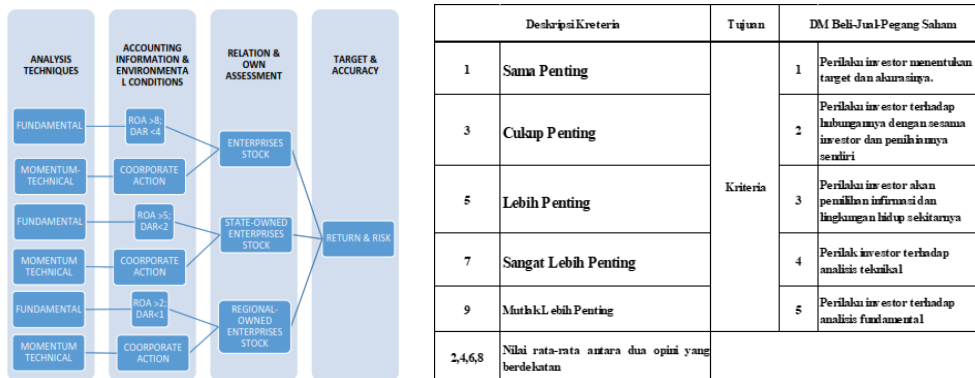 ANALYSIS
TECHNIQUES
ACCOUNTING
INFORMATION &
ENVIRONMENTA
L CONDITIONS
RELATION &
OWN
ASSESSMENT
TARGET &
ACCURACY
FUNDAMENTAL
ROA >8;
DAR <4
MOMENTUM-
TECHNICAL
COORPORATE
ACTION
ENTERPRISES
STOCK
FUNDAMENTAL
ROA >5;
DAR<2
MOMENTUM
TECHNICAL
COORPORATE
ACTION
STATE-OWNED
ENTERPRISES
STOCK
RETURN & RISK
FUNDAMENTAL
ROA >2;
DAR<1
MOMENTUM
TECHNICAL
COORPORATE
ACTION
REGIONAL-
OWNED
ENTERPRISES
STOCK
Deskripsi Kreteria Tujuan DM Beli-Jual-Pegang Saham
1 Sama Penting
3 Cukup Penting
5 Lebih Penting
7 Sangat Lebih Penting
9 Mutlak Lebih Penting
2,4,6,8 Nilai rata-rata antara dua opini yang
berdekatan
Kriteria
1 Perilaku investor menentukan
target dan akurasinya.
2 Perilaku investor terhadap
hubungannya dengan sesama
investor dan penilaiannya
sendiri
3 Perilaku investor akan
pemilihan infirmasi dan
lingkungan hidup sekitarnya
4 Perilak investor terhadap
analisis teknikal
5 Perilaku investor terhadap
analisis fundamental